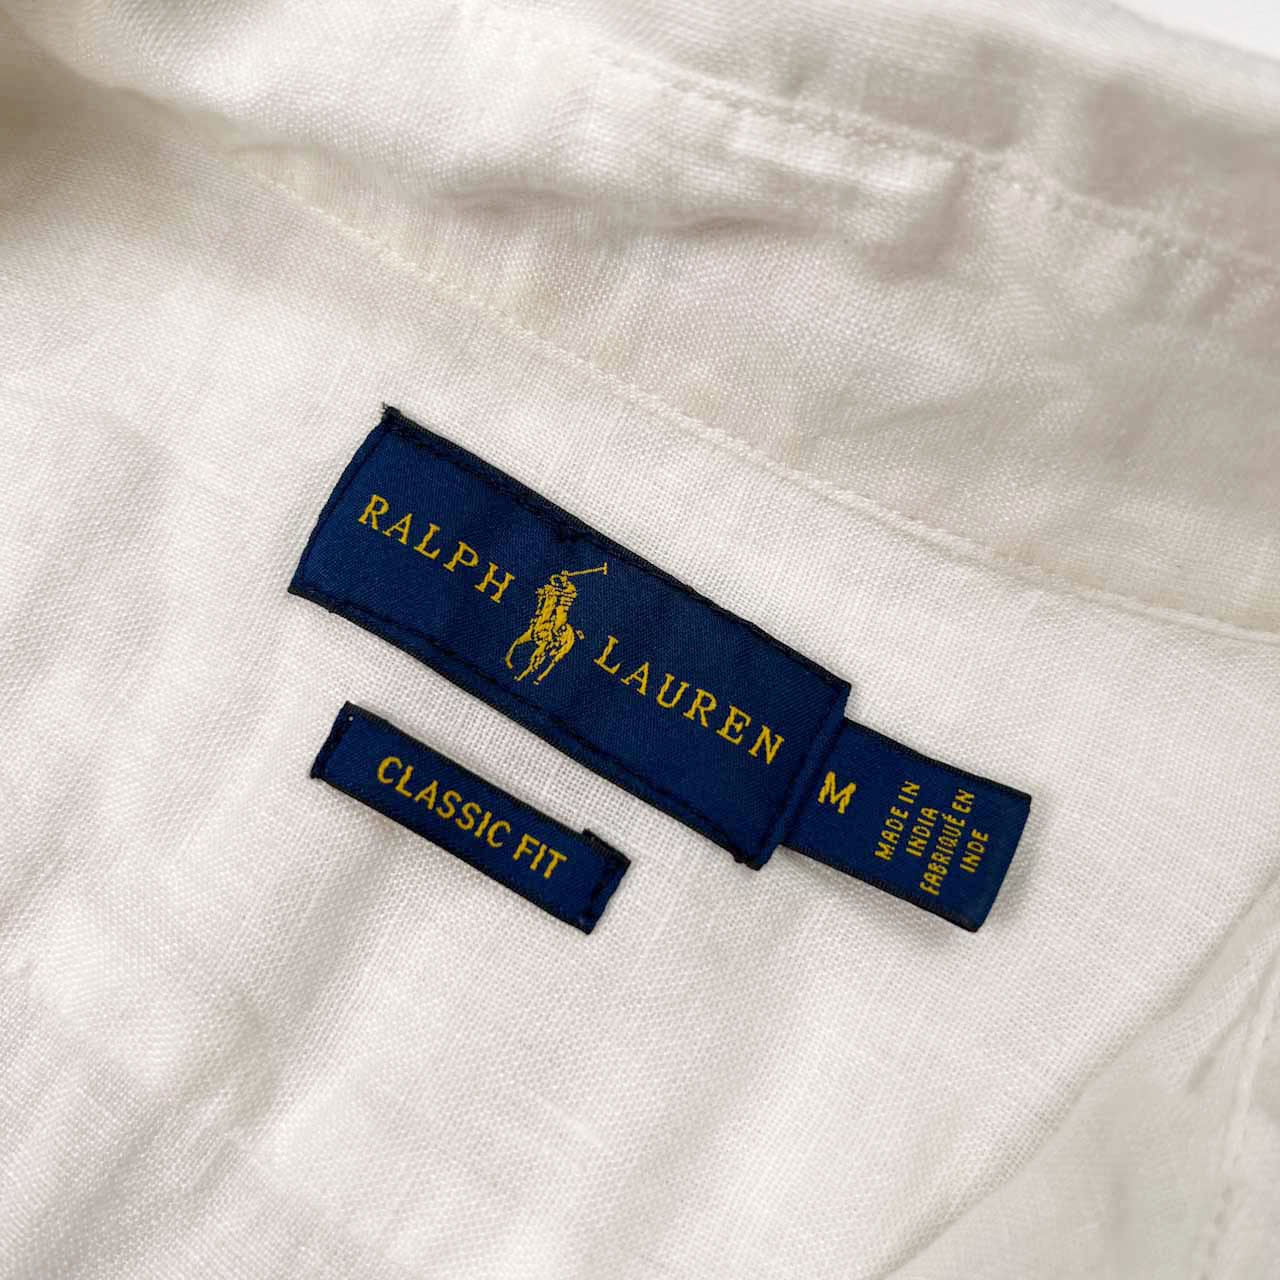 RALPH LAUREN
M
MADE IN
INDIA
FABRIQUÉ EN
INDE
CLASSIC FIT